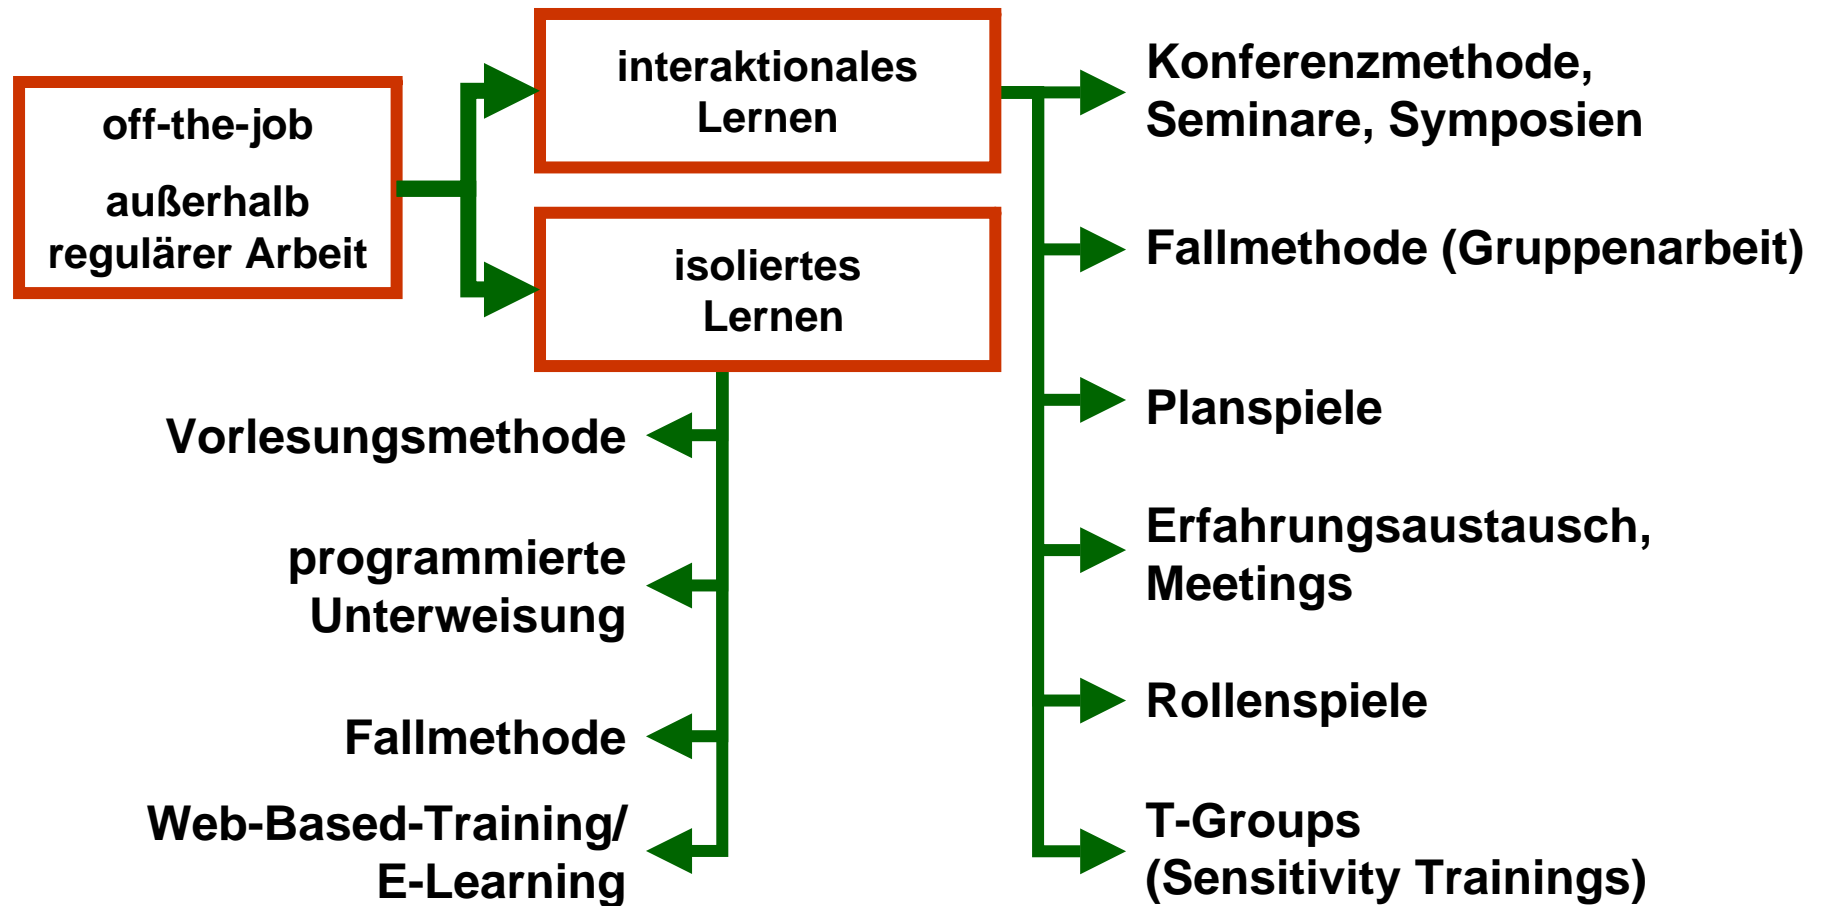 off-the-job
außerhalb
regulärer Arbeit
interaktionales
Lernen
isoliertes
Lernen
Vorlesungsmethode
programmierte
Unterweisung
Fallmethode
Web-Based-Training/
E-Learning
Konferenzmethode,
Seminare, Symposien
Fallmethode (Gruppenarbeit)
Planspiele
Erfahrungsaustausch,
Meetings
Rollenspiele
T-Groups
(Sensitivity Trainings)